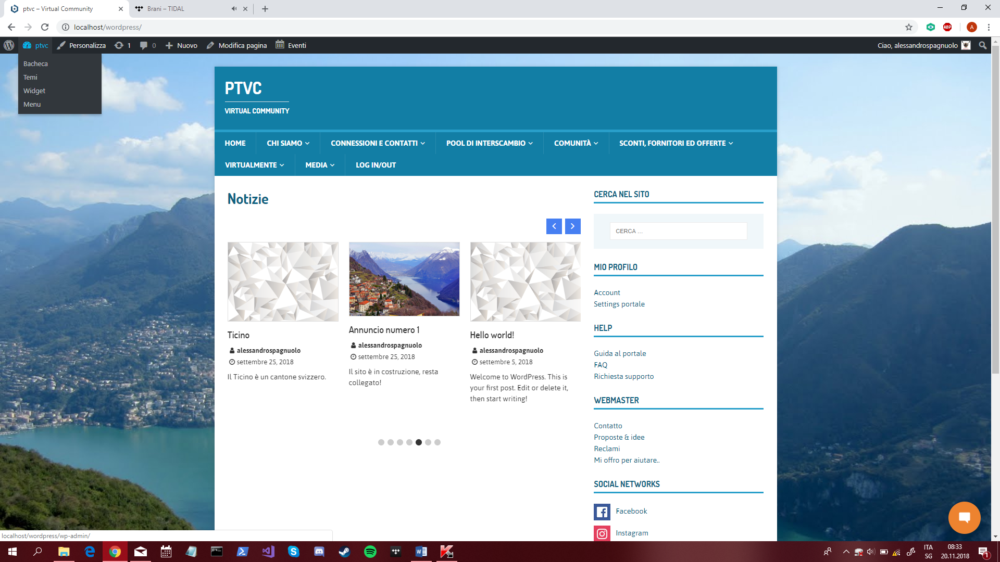 ptvc – Virtual Community
Brani – TIDAL
localhost/wordpress/
ABP
A
ptvc
Personalizza
1
0
Nuovo
Modifica pagina
Eventi
Ciao, alessandrospagnuolo
Bacheca
Temi
Widget
Menu
PTVC
VIRTUAL COMMUNITY
HOME
CHI SIAMO
CONNESSIONI E CONTATTI
POOL DI INTERSCAMBIO
COMUNITÀ
SCONTI, FORNITORI ED OFFERTE
VIRTUALMENTE
MEDIA
LOG IN/OUT
Notizie
Ticino
alessandrospagnuolo
settembre 25, 2018
Il Ticino è un cantone svizzero.
Annuncio numero 1
alessandrospagnuolo
settembre 25, 2018
Il sito è in costruzione, resta
collegato!
Hello world!
alessandrospagnuolo
settembre 5, 2018
Welcome to WordPress. This is
your first post. Edit or delete it,
then start writing!
CERCA NEL SITO
CERCA ...
MIO PROFILO
Account
Settings portale
HELP
Guida al portale
FAQ
Richiesta supporto
WEBMASTER
Contatto
Proposte & idee
Reclami
Mi offro per aiutare..
SOCIAL NETWORKS
Facebook
Instagram
localhost/wordpress/wp-admin/
ITA
SG
08:33
20.11.2018
1